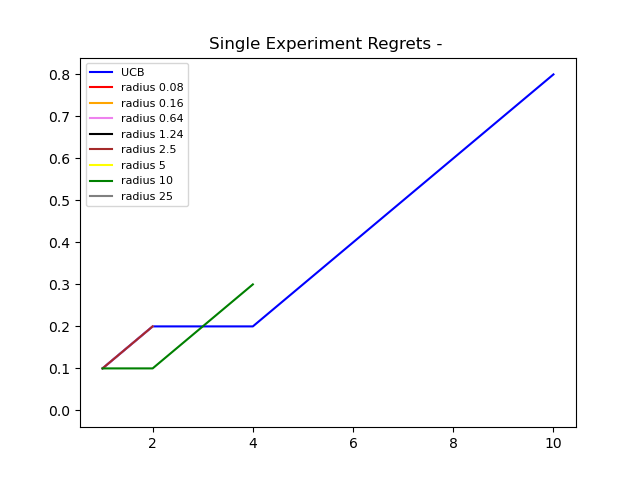 Single Experiment Regrets -
UCB
radius 0.08
radius 0.16
radius 0.64
radius 1.24
radius 2.5
radius 5
radius 10
radius 25
0.8
0.7
0.6
0.5
0.4
0.3
0.2
0.1
0.0
2 4 6 8 10